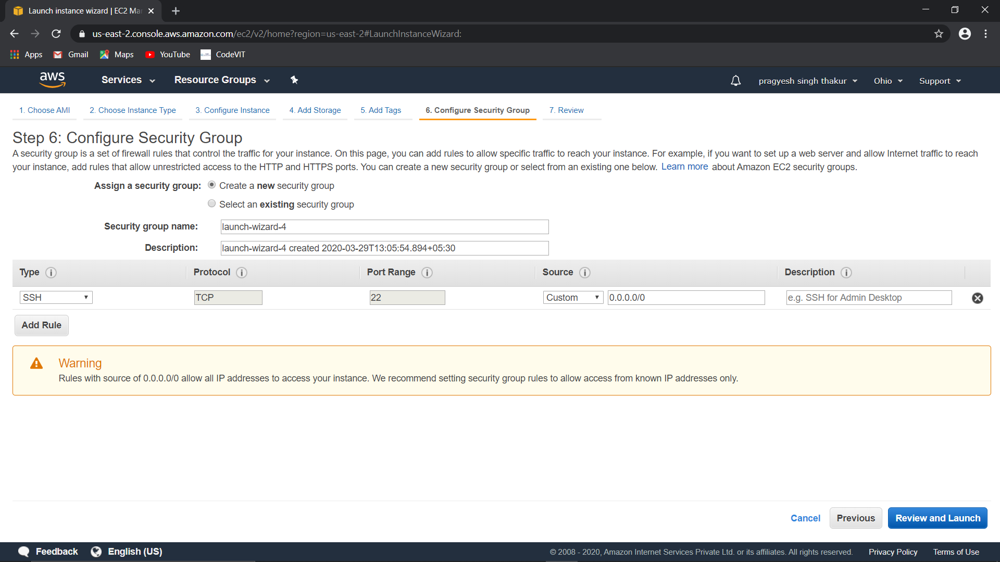 Launch instance wizard | EC2 Ma
us-east-2.console.aws.amazon.com/ec2/v2/home?region=us-east-2#LaunchInstanceWizard:
Apps Gmail Maps YouTube CodeVIT
aws Services Resource Groups pragyesh singh thakur Ohio Support
1. Choose AMI 2. Choose Instance Type 3. Configure Instance 4. Add Storage 5. Add Tags 6. Configure Security Group 7. Review
Step 6: Configure Security Group
A security group is a set of firewall rules that control the traffic for your instance. On this page, you can add rules to allow specific traffic to reach your instance. For example, if you want to set up a web server and allow Internet traffic to reach
your instance, add rules that allow unrestricted access to the HTTP and HTTPS ports. You can create a new security group or select from an existing one below. Learn more about Amazon EC2 security groups.
Assign a security group: Create a new security group
Select an existing security group
Security group name: launch-wizard-4
Description: launch-wizard-4 created 2020-03-29T13:05:54.894+05:30
Type i Protocol i Port Range i Source i Description i
SSH TCP 22 Custom 0.0.0.0/0 e.g. SSH for Admin Desktop
Add Rule
Warning
Rules with source of 0.0.0.0/0 allow all IP addresses to access your instance. We recommend setting security group rules to allow access from known IP addresses only.
Cancel Previous Review and Launch
Feedback English (US) © 2008 - 2020, Amazon Internet Services Private Ltd. or its affiliates. All rights reserved. Privacy Policy Terms of Use